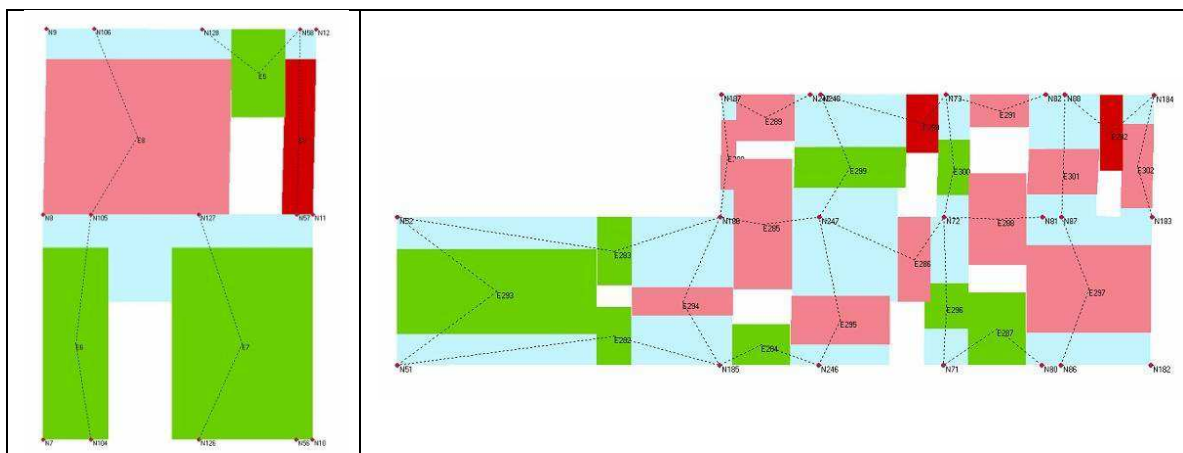 N9 N106 N128 N58 N12
E9
E8
N8 N105 N127 N57 N11
E6 E7
N7 N104 N126 N56 N10
N187 N73 N82 N88 N184
E289 E291
E299 E300 E301 E302
N52 N188 N247 N72 N81 N87 N183
E285 E288
E283 E286
E293 E297
E294
E296
E295
E282 E284 E287
N51 N185 N246 N71 N80 N86 N182